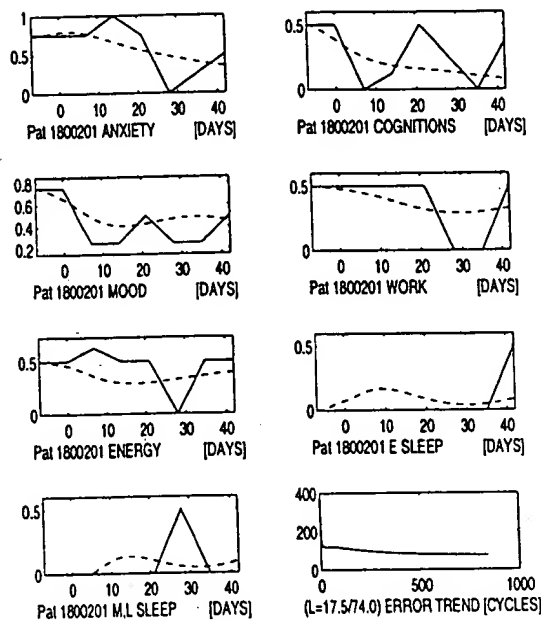 1
0.5
0
0 10 20 30 40
Pat 1800201 ANXIETY [DAYS]
0.5
0
0 10 20 30 40
Pat 1800201 COGNITIONS [DAYS]
0.8
0.6
0.4
0.2
0 10 20 30 40
Pat 1800201 MOOD [DAYS]
0.5
0
0 10 20 30 40
Pat 1800201 WORK [DAYS]
0.5
0
0 10 20 30 40
Pat 1800201 ENERGY [DAYS]
0.5
0
0 10 20 30 40
Pat 1800201 E SLEEP [DAYS]
0.5
0
0 10 20 30 40
Pat 1800201 M,L SLEEP [DAYS]
400
200
0
0 500 1000
(L=17.5/74.0) ERROR TREND [CYCLES]